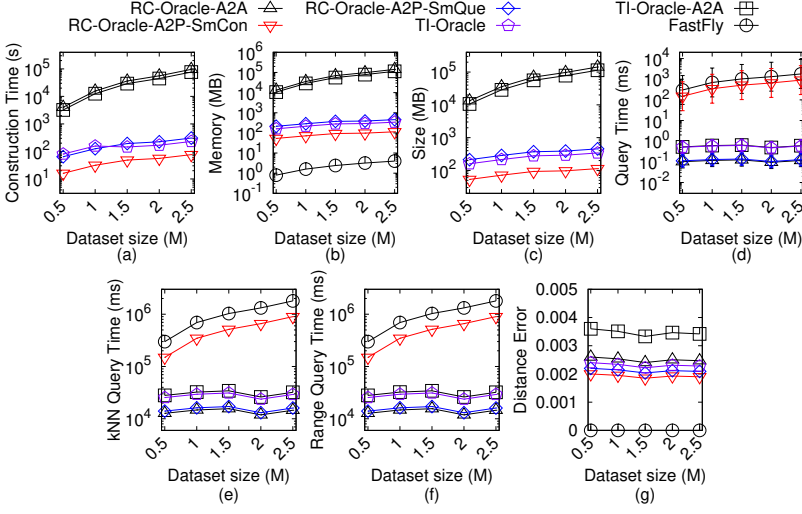 RC-Oracle-A2A RC-Oracle-A2P-SmQue TI-Oracle-A2A
RC-Oracle-A2P-SmCon TI-Oracle FastFly
Construction Time (s)
10^5
10^4
10^3
10^2
10^1
0.5 1 1.5 2 2.5
Dataset size (M)
(a)
Memory (MB)
10^6
10^5
10^4
10^3
10^2
10^1
10^0
10^-1
0.5 1 1.5 2 2.5
Dataset size (M)
(b)
Size (MB)
10^5
10^4
10^3
10^2
0.5 1 1.5 2 2.5
Dataset size (M)
(c)
Query Time (ms)
10^4
10^3
10^2
10^1
10^0
10^-1
10^-2
0.5 1 1.5 2 2.5
Dataset size (M)
(d)
kNN Query Time (ms)
10^6
10^5
10^4
0.5 1 1.5 2 2.5
Dataset size (M)
(e)
Range Query Time (ms)
10^6
10^5
10^4
0.5 1 1.5 2 2.5
Dataset size (M)
(f)
Distance Error
0.005
0.004
0.003
0.002
0.001
0
0.5 1 1.5 2 2.5
Dataset size (M)
(g)